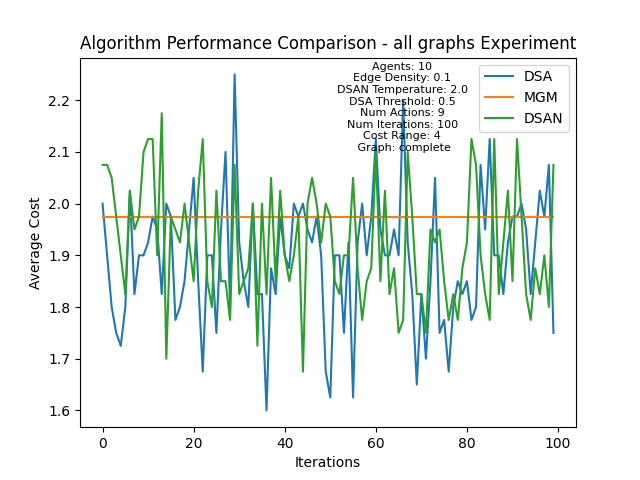 Algorithm Performance Comparison - all graphs Experiment
Agents: 10
Edge Density: 0.1
DSAN Temperature: 2.0
DSA Threshold: 0.5
Num Actions: 9
Num Iterations: 100
Cost Range: 4
Graph: complete
DSA
MGM
DSAN
Average Cost
2.2
2.1
2.0
1.9
1.8
1.7
1.6
0 20 40 60 80 100
Iterations